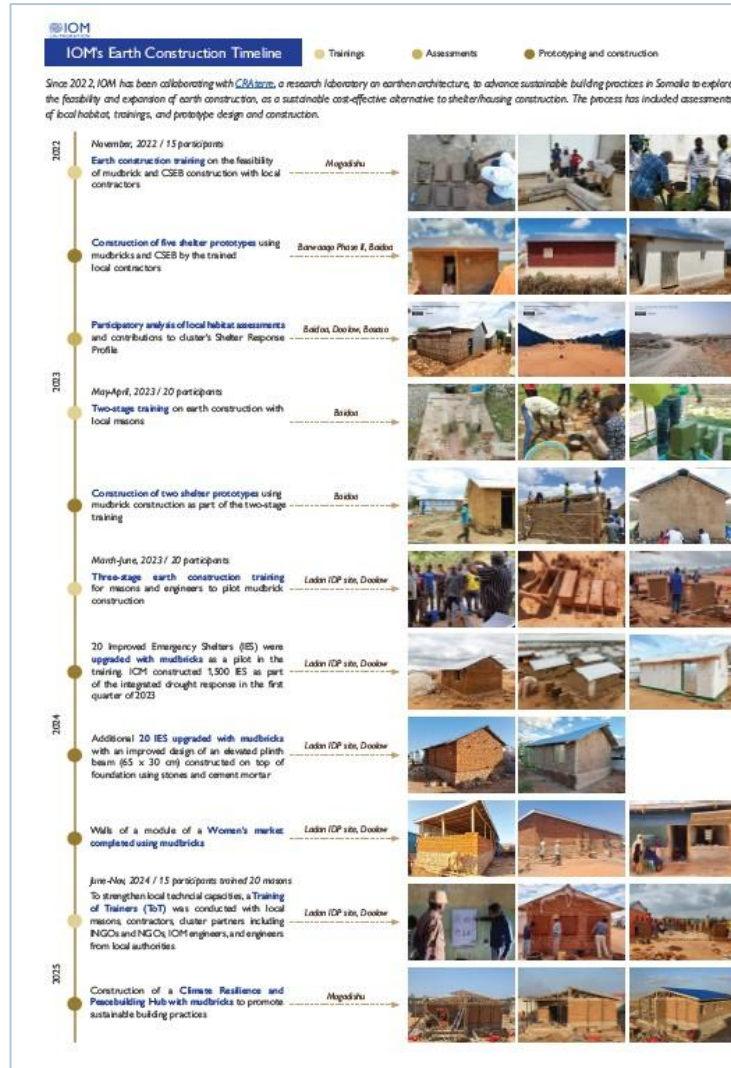 IOM
UN MIGRATION
IOM's Earth Construction Timeline
Trainings
Assessments
Prototyping and construction
Since 2022, IOM has been collaborating with CRAterre, a research laboratory on earthen architecture, to advance sustainable building practices in Somalia to explore
the feasibility and expansion of earth construction, as a sustainable cost-effective alternative to shelter/housing construction. The process has included assessments
of local habitat, trainings, and prototype design and construction.
2022
November, 2022 / 15 participants
Earth construction training on the feasibility
of mudbrick and CSEB construction with local
contractors
Mogadishu
Construction of five shelter prototypes using
mudbricks and CSEB by the trained
local contractors
Barwaaqo Phase II, Baidoa
Participatory analysis of local habitat assessments
and contributions to cluster's Shelter Response
Profile
Baidoa, Doolow, Bosaso
2023
May-April, 2023 / 20 participants
Two-stage training on earth construction with
local masons
Baidoa
Construction of two shelter prototypes using
mudbrick construction as part of the two-stage
training
Baidoa
March-June, 2023 / 20 participants
Three-stage earth construction training
for masons and engineers to pilot mudbrick
construction
Ladan IDP site, Doolow
20 Improved Emergency Shelters (IES) were
upgraded with mudbricks as a pilot in the
training. IOM constructed 1,500 IES as part
of the integrated drought response in the first
quarter of 2023
Ladan IDP site, Doolow
2024
Additional 20 IES upgraded with mudbricks
with an improved design of an elevated plinth
beam (65 x 30 cm) constructed on top of
foundation using stones and cement mortar
Ladan IDP site, Doolow
Walls of a module of a Women's market
completed using mudbricks
Ladan IDP site, Doolow
June-Nov, 2024 / 15 participants trained 20 masons
To strengthen local techncial capacities, a Training
of Trainers (ToT) was conducted with local
masons, contractors, cluster partners including
INGOs and NGOs, IOM engineers, and engineers
from local authorities
Ladan IDP site, Doolow
2025
Construction of a Climate Resilience and
Peacebuilding Hub with mudbricks to promote
sustainable building practices
Mogadishu